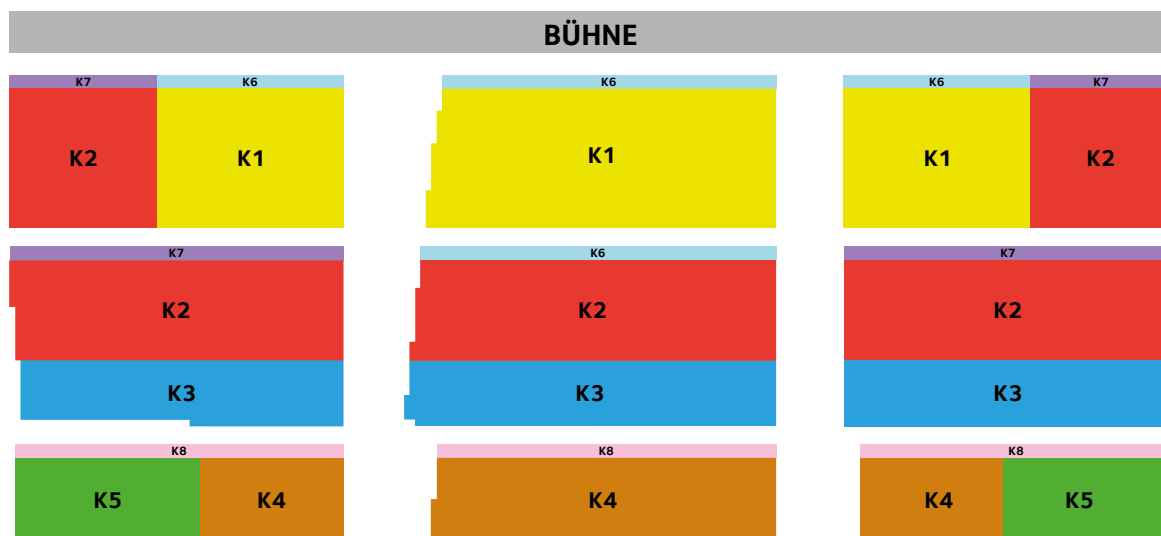 BÜHNE
K7 K6 K6 K6 K7
K2 K1 K1 K1 K2
K7 K6 K7
K2 K2 K2
K3 K3 K3
K8 K8 K8
K5 K4 K4 K4 K5